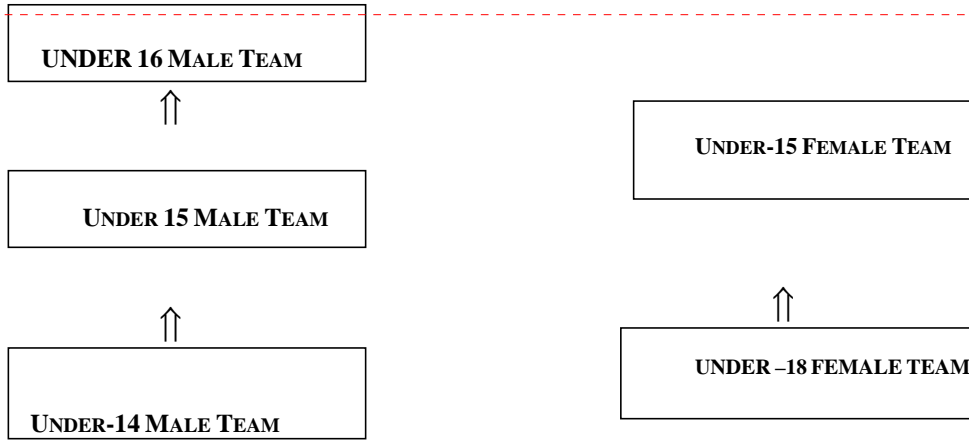 UNDER 16 MALE TEAM
⇑
UNDER-15 FEMALE TEAM
UNDER 15 MALE TEAM
⇑
⇑
UNDER –18 FEMALE TEAM
UNDER-14 MALE TEAM